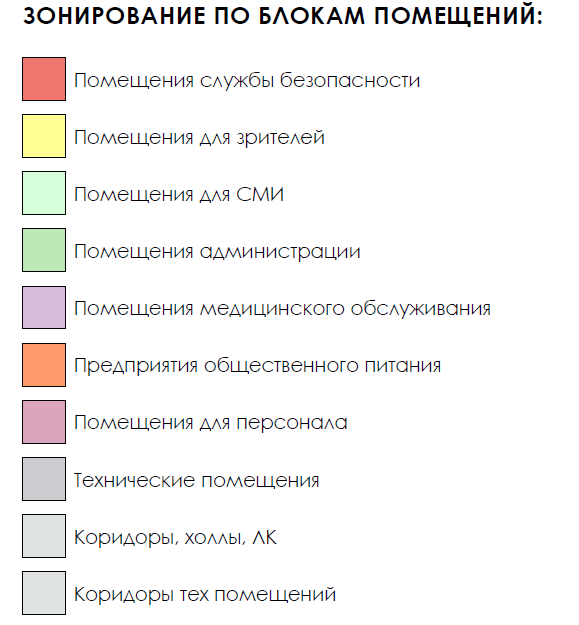 ЗОНИРОВАНИЕ ПО БЛОКАМ ПОМЕЩЕНИЙ:
Помещения службы безопасности
Помещения для зрителей
Помещения для СМИ
Помещения администрации
Помещения медицинского обслуживания
Предприятия общественного питания
Помещения для персонала
Технические помещения
Коридоры, холлы, ЛК
Коридоры тех помещений